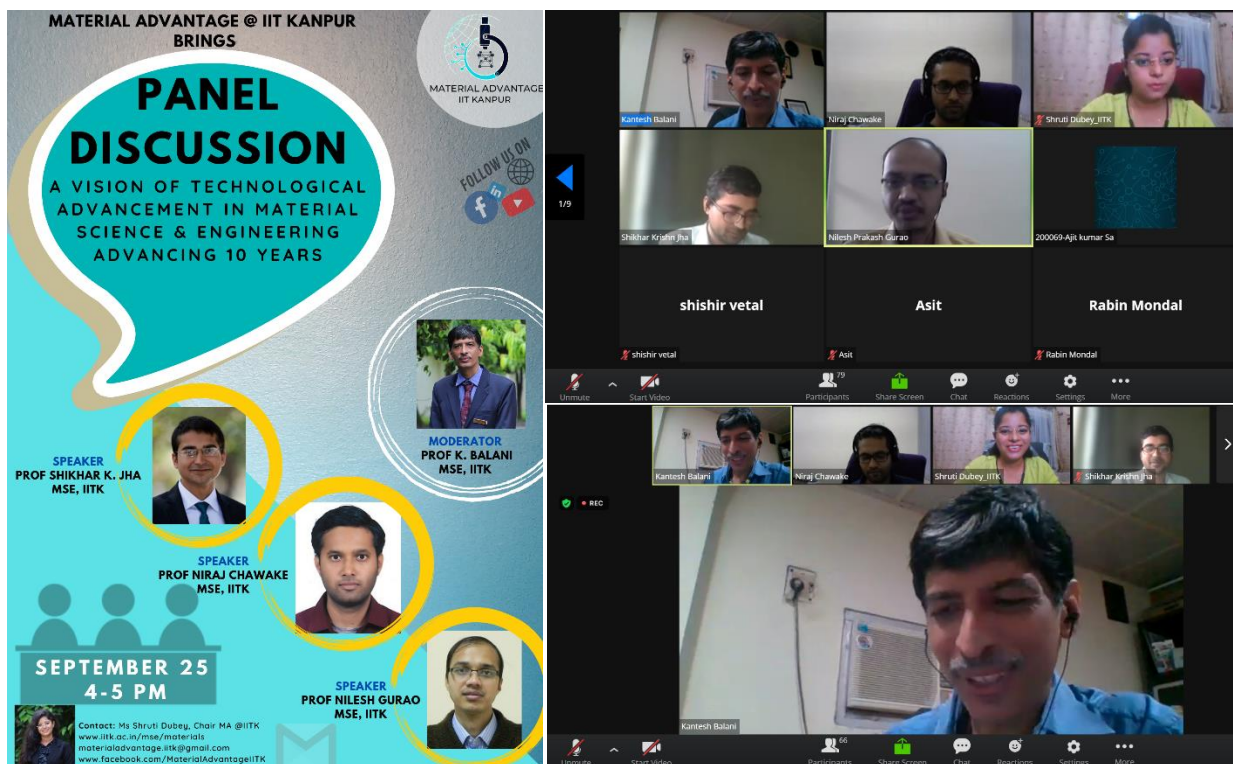 MATERIAL ADVANTAGE @ IIT KANPUR
BRINGS
MATERIAL ADVANTAGE
IIT KANPUR
PANEL
DISCUSSION
A VISION OF TECHNOLOGICAL
ADVANCEMENT IN MATERIAL
SCIENCE & ENGINEERING
ADVANCING 10 YEARS
FOLLOW US ON
f
in
MODERATOR
PROF K. BALANI
MSE, IITK
SPEAKER
PROF SHIKHAR K. JHA
MSE, IITK
SPEAKER
PROF NIRAJ CHAWAKE
MSE, IITK
SPEAKER
PROF NILESH GURAO
MSE, IITK
SEPTEMBER 25
4-5 PM
Contact: Ms Shruti Dubey, Chair MA @IITK
www.iitk.ac.in/mse/materials
materialadvantage.iitk@gmail.com
www.facebook.com/MaterialAdvantageIITK
Kantesh Balani
Niraj Chawake
Shruti Dubey_IITK
1/9
Shikhar Krishn Jha
Nilesh Prakash Gurao
200069-Ajit kumar Sa
shishir vetal
Asit
Rabin Mondal
shishir vetal
Asit
Rabin Mondal
79
Unmute
Start Video
Participants
Share Screen
Chat
Reactions
Settings
More
Kantesh Balani
Niraj Chawake
Shruti Dubey_IITK
Shikhar Krishn Jha
REC
Kantesh Balani
66
Unmute
Start Video
Participants
Share Screen
Chat
Reactions
Settings
More